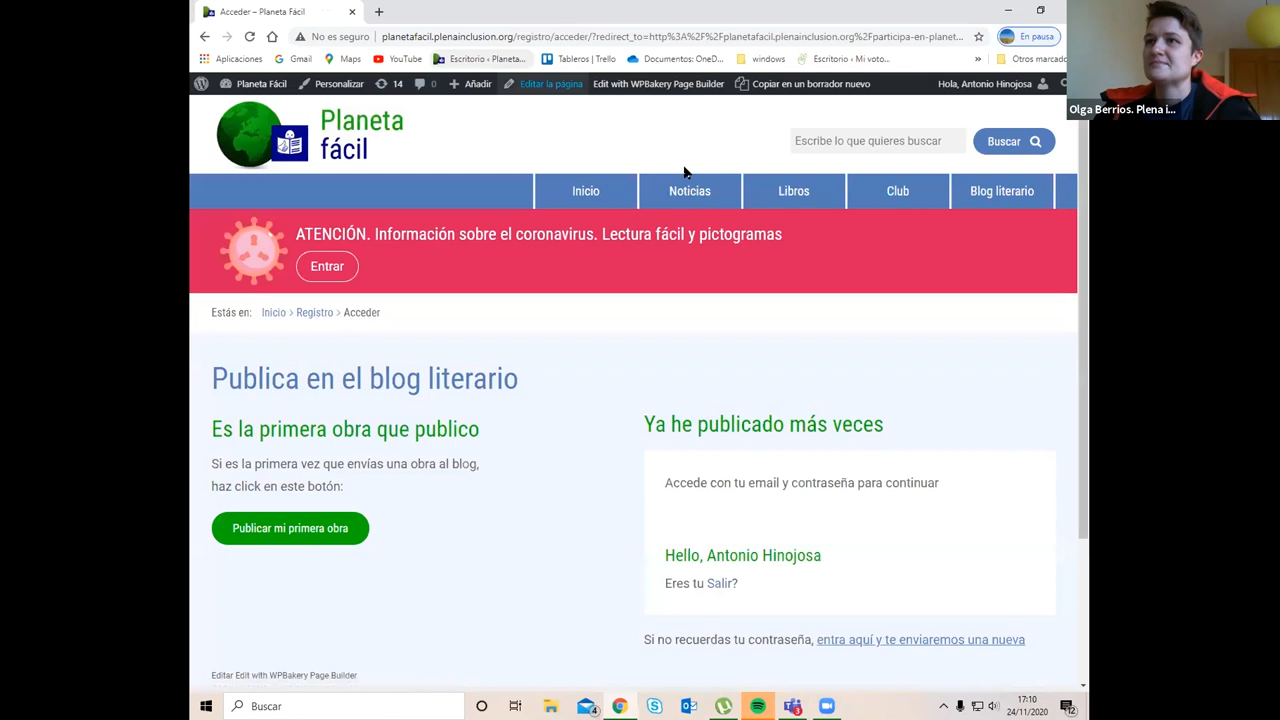 Acceder – Planeta Fácil
No es seguro
planetafacil.plenainclusion.org/registro/acceder/?redirect_to=http%3A%2F%2Fplanetafacil.plenainclusion.org%2Fparticipa-en-planet...
En pausa
Aplicaciones
Gmail
Maps
YouTube
Escritorio ‹ Planeta...
Tableros | Trello
Documentos: OneD...
windows
Escritorio ‹ Mi voto...
»
Otros marcado
Planeta Fácil
Personalizar
14
0
Añadir
Editar la página
Edit with WPBakery Page Builder
Copiar en un borrador nuevo
Hola, Antonio Hinojosa
Olga Berrios. Plena i...
Planeta
fácil
Escribe lo que quieres buscar
Buscar
Inicio
Noticias
Libros
Club
Blog literario
ATENCIÓN. Información sobre el coronavirus. Lectura fácil y pictogramas
Entrar
Estás en: Inicio > Registro > Acceder
Publica en el blog literario
Es la primera obra que publico
Si es la primera vez que envías una obra al blog,
haz click en este botón:
Publicar mi primera obra
Ya he publicado más veces
Accede con tu email y contraseña para continuar
Hello, Antonio Hinojosa
Eres tu Salir?
Si no recuerdas tu contraseña, entra aquí y te enviaremos una nueva
Editar Edit with WPBakery Page Builder
Buscar
4
3
17:10
24/11/2020
12